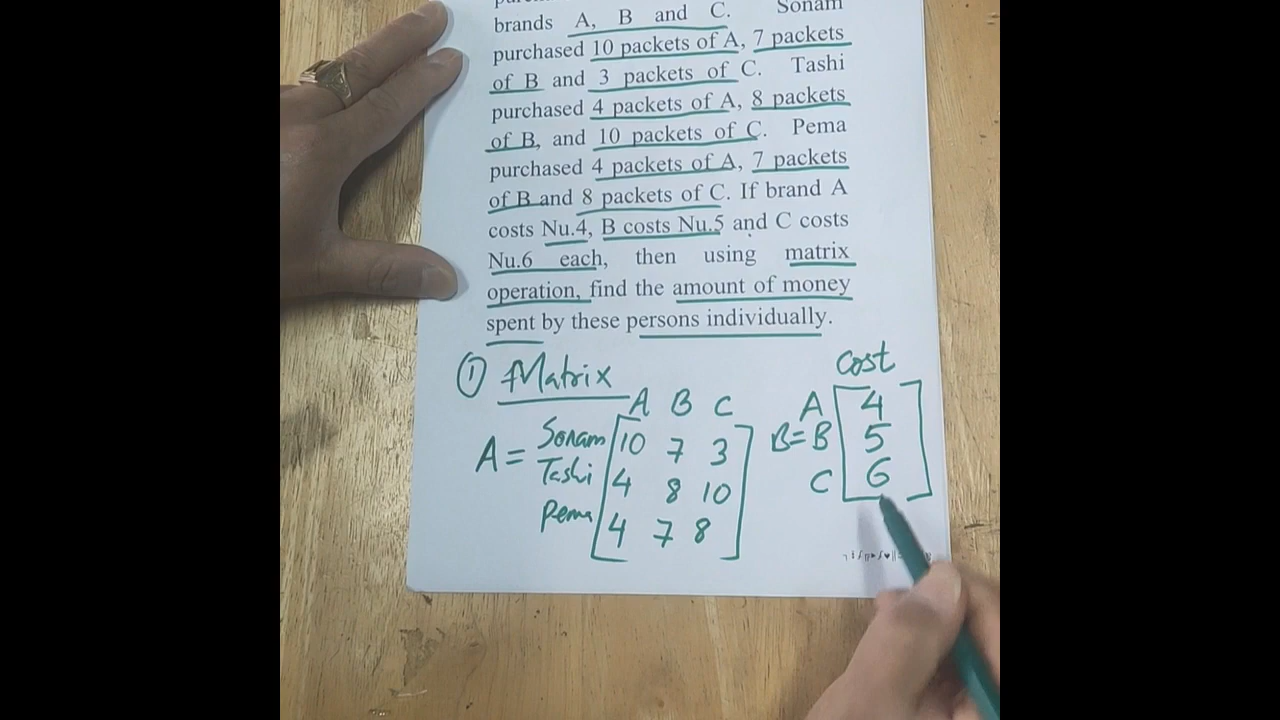 brands A, B and C. Sonam
purchased 10 packets of A, 7 packets
of B and 3 packets of C. Tashi
purchased 4 packets of A, 8 packets
of B, and 10 packets of C. Pema
purchased 4 packets of A, 7 packets
of B and 8 packets of C. If brand A
costs Nu.4, B costs Nu.5 and C costs
Nu.6 each, then using matrix
operation, find the amount of money
spent by these persons individually.
① Matrix
A B C
A = Sonam 10 7 3
Tashi 4 8 10
Pema 4 7 8
Cost
A 4
B = B 5
C 6